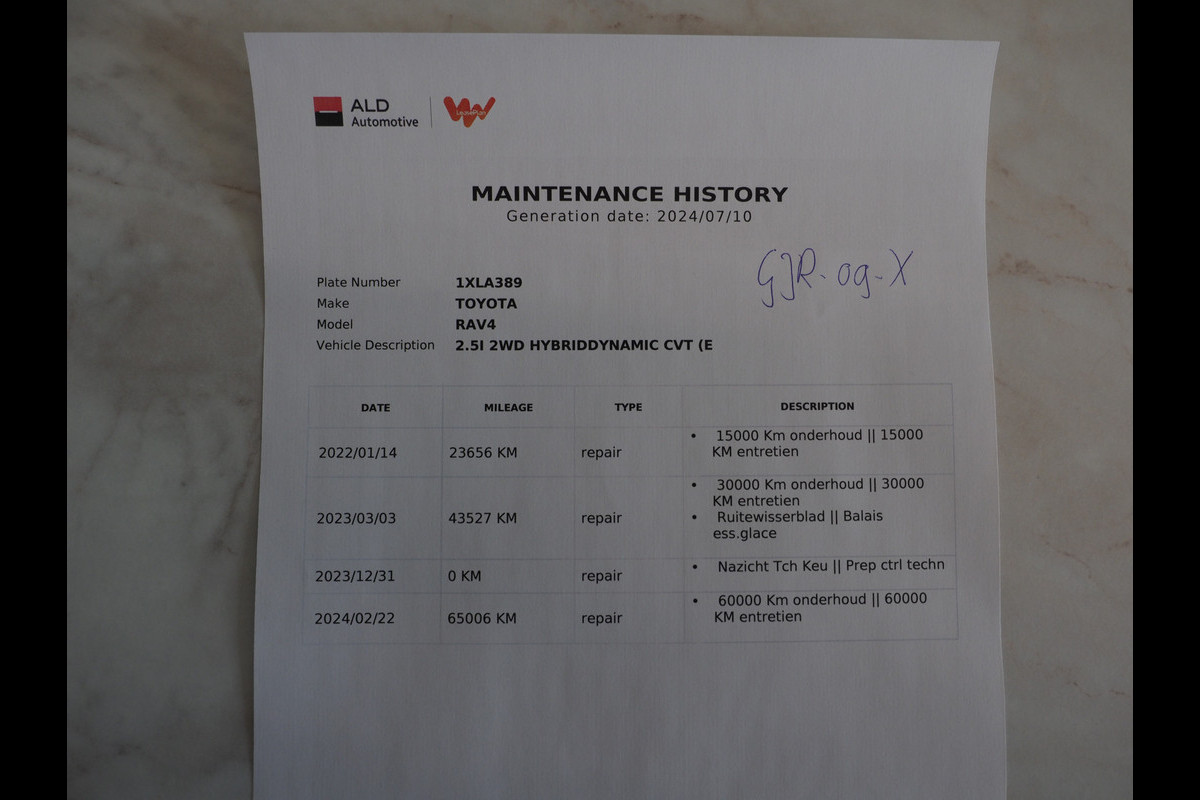 ALD
Automotive
LeasePlan
MAINTENANCE HISTORY
Generation date: 2024/07/10
GJR-09-X
Plate Number 1XLA389
Make TOYOTA
Model RAV4
Vehicle Description 2.5I 2WD HYBRIDDYNAMIC CVT (E
DATE MILEAGE TYPE DESCRIPTION
2022/01/14 23656 KM repair • 15000 Km onderhoud || 15000
KM entretien
2023/03/03 43527 KM repair • 30000 Km onderhoud || 30000
KM entretien
• Ruitewisserblad || Balais
ess.glace
2023/12/31 0 KM repair • Nazicht Tch Keu || Prep ctrl techn
2024/02/22 65006 KM repair • 60000 Km onderhoud || 60000
KM entretien